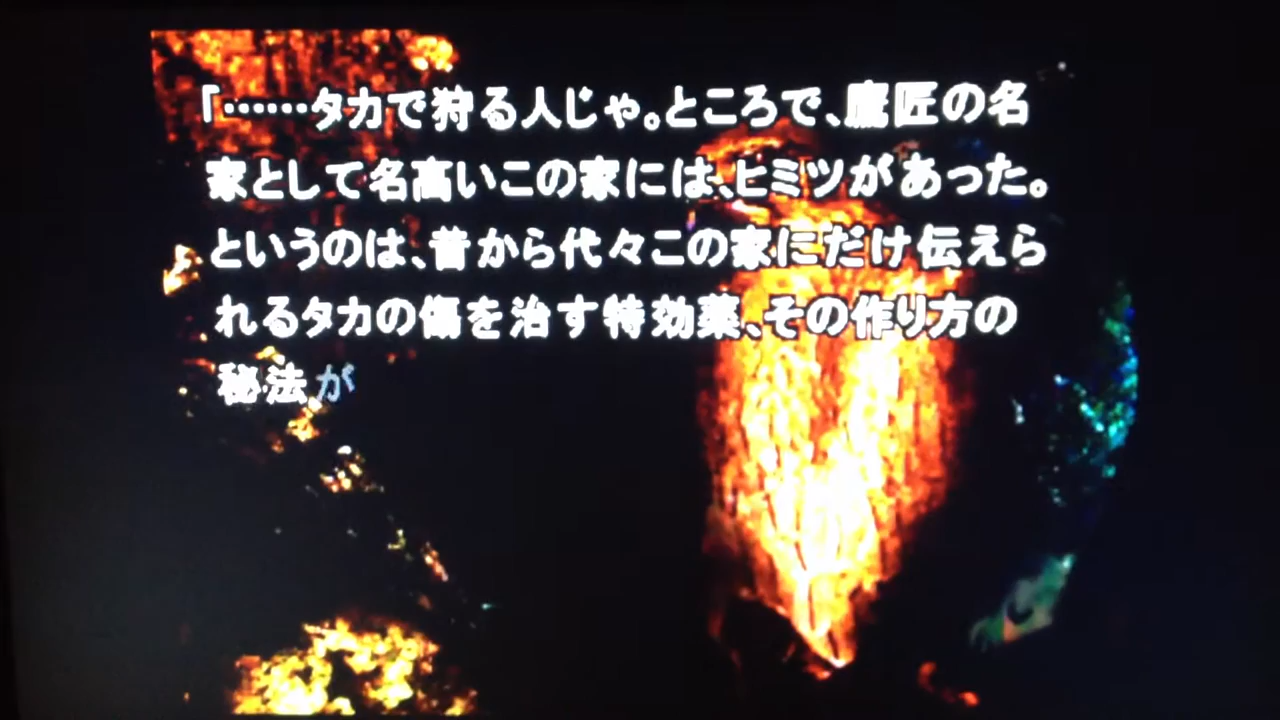 「……タカで狩る人じゃ。ところで、鷹匠の名
家として名高いこの家には、ヒミツがあった。
というのは、昔から代々この家にだけ伝えら
れるタカの傷を治す特効薬、その作り方の
秘法が